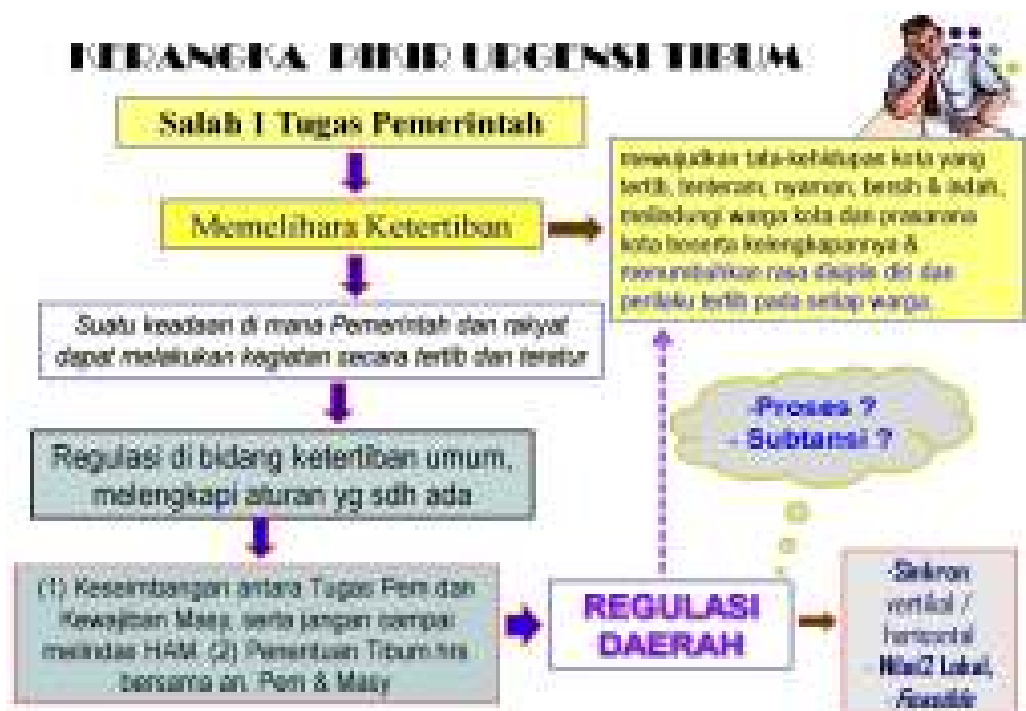 KERANGKA PIKIR URGENSI TIBUM
Salah 1 Tugas Pemerintah
Memelihara Ketertiban
mewujudkan tata-kehidupan kota yang
tertib, tenteram, nyaman, bersih & indah,
melindungi warga kota dan prasarana
kota beserta kelengkapannya &
menumbuhkan rasa disiplin diri dan
perilaku tertib pada setiap warga.
Suatu keadaan di mana Pemerintah dan rakyat
dapat melakukan kegiatan secara tertib dan teratur
-Proses ?
- Subtansi ?
Regulasi di bidang ketertiban umum,
melengkapi aturan yg sdh ada
(1) Keseimbangan antara Tugas Pem dan
Kewajiban Masy, serta jangan sampai
melindas HAM. (2) Penentuan Tibum hrs
bersama an. Pem & Masy
REGULASI
DAERAH
-Sinkron
vertikal /
horisontal
- Nilai2 Lokal,
- Feasible